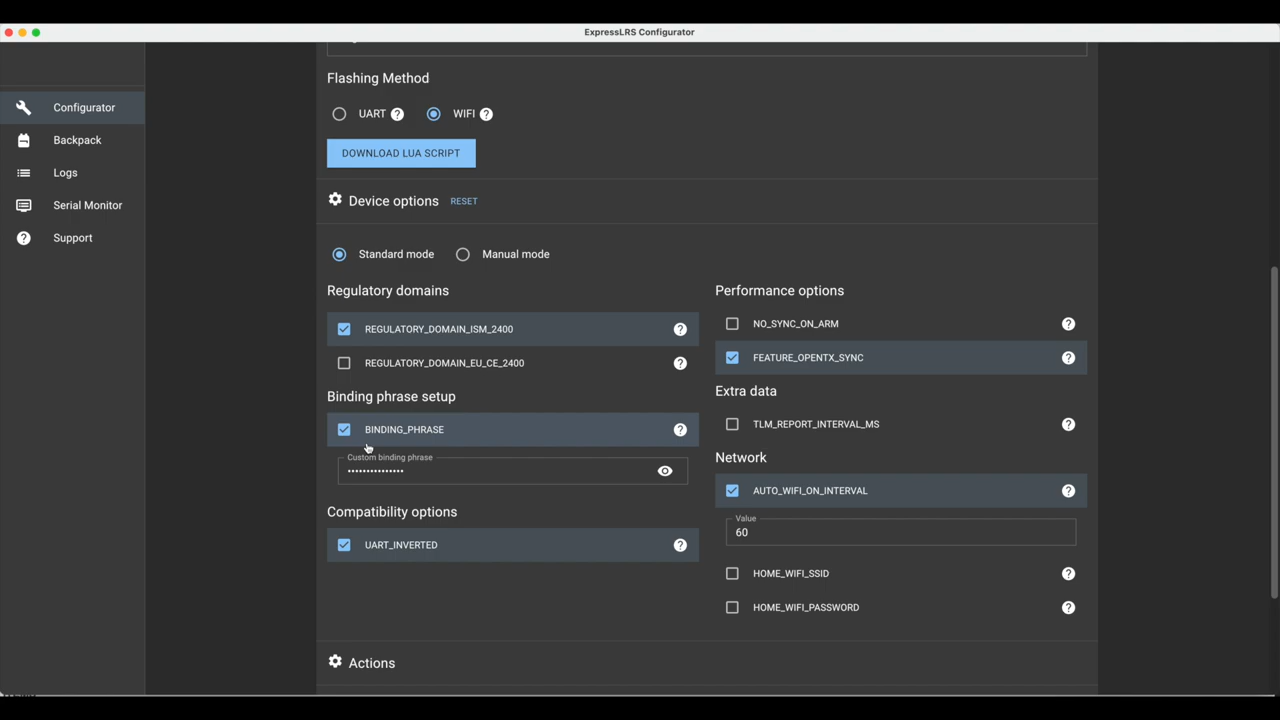 ExpressLRS Configurator
Configurator
Backpack
Logs
Serial Monitor
Support
Flashing Method
UART
WIFI
DOWNLOAD LUA SCRIPT
Device options RESET
Standard mode
Manual mode
Regulatory domains
REGULATORY_DOMAIN_ISM_2400
REGULATORY_DOMAIN_EU_CE_2400
Binding phrase setup
BINDING_PHRASE
Custom binding phrase
•••••••••••••••
Compatibility options
UART_INVERTED
Performance options
NO_SYNC_ON_ARM
FEATURE_OPENTX_SYNC
Extra data
TLM_REPORT_INTERVAL_MS
Network
AUTO_WIFI_ON_INTERVAL
Value
60
HOME_WIFI_SSID
HOME_WIFI_PASSWORD
Actions